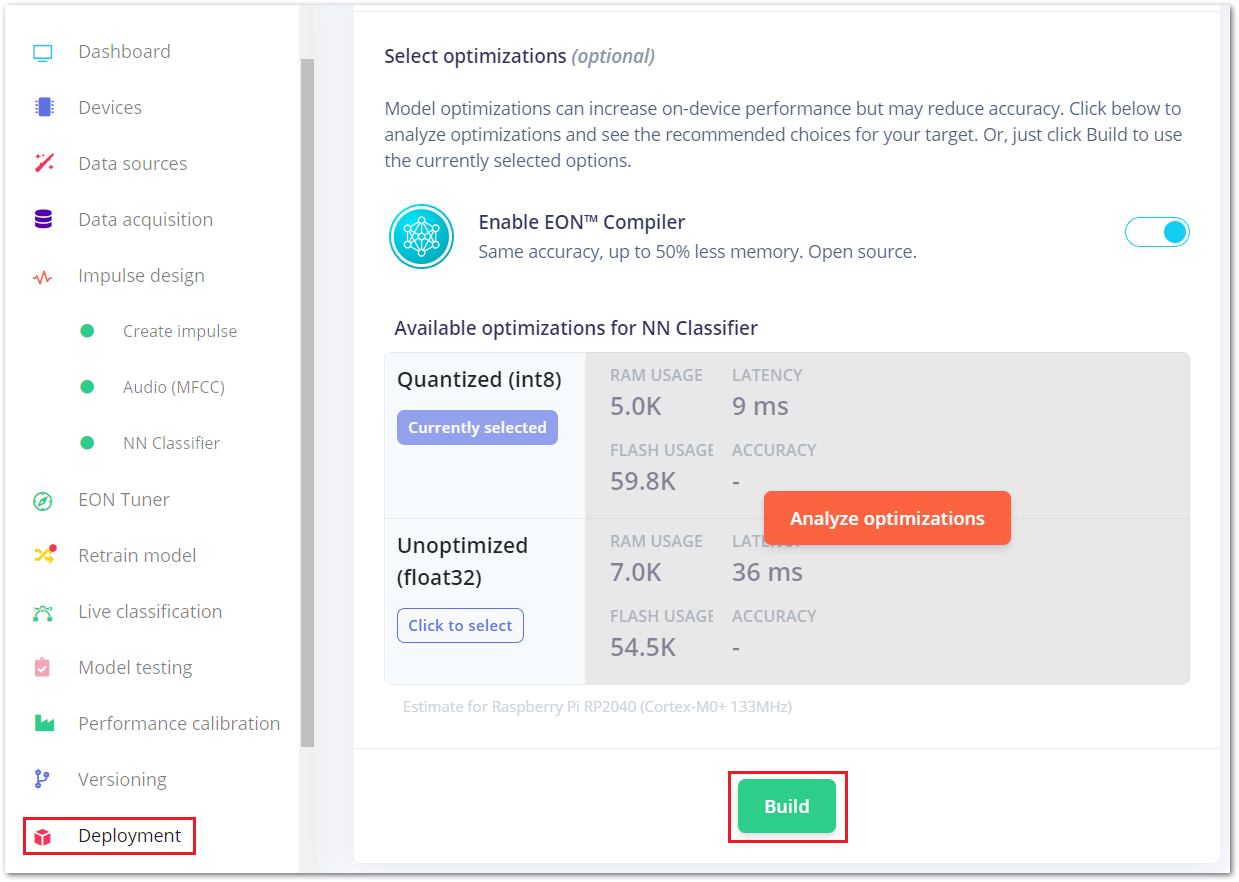 Dashboard
Devices
Data sources
Data acquisition
Impulse design
Create impulse
Audio (MFCC)
NN Classifier
EON Tuner
Retrain model
Live classification
Model testing
Performance calibration
Versioning
Deployment
Select optimizations (optional)
Model optimizations can increase on-device performance but may reduce accuracy. Click below to
analyze optimizations and see the recommended choices for your target. Or, just click Build to use
the currently selected options.
Enable EON™ Compiler
Same accuracy, up to 50% less memory. Open source.
Available optimizations for NN Classifier
Quantized (int8)
Currently selected
RAM USAGE LATENCY
5.0K 9 ms
FLASH USAGE ACCURACY
59.8K -
Analyze optimizations
Unoptimized
(float32)
Click to select
RAM USAGE LATENCY
7.0K 36 ms
FLASH USAGE ACCURACY
54.5K -
Estimate for Raspberry Pi RP2040 (Cortex-M0+ 133MHz)
Build